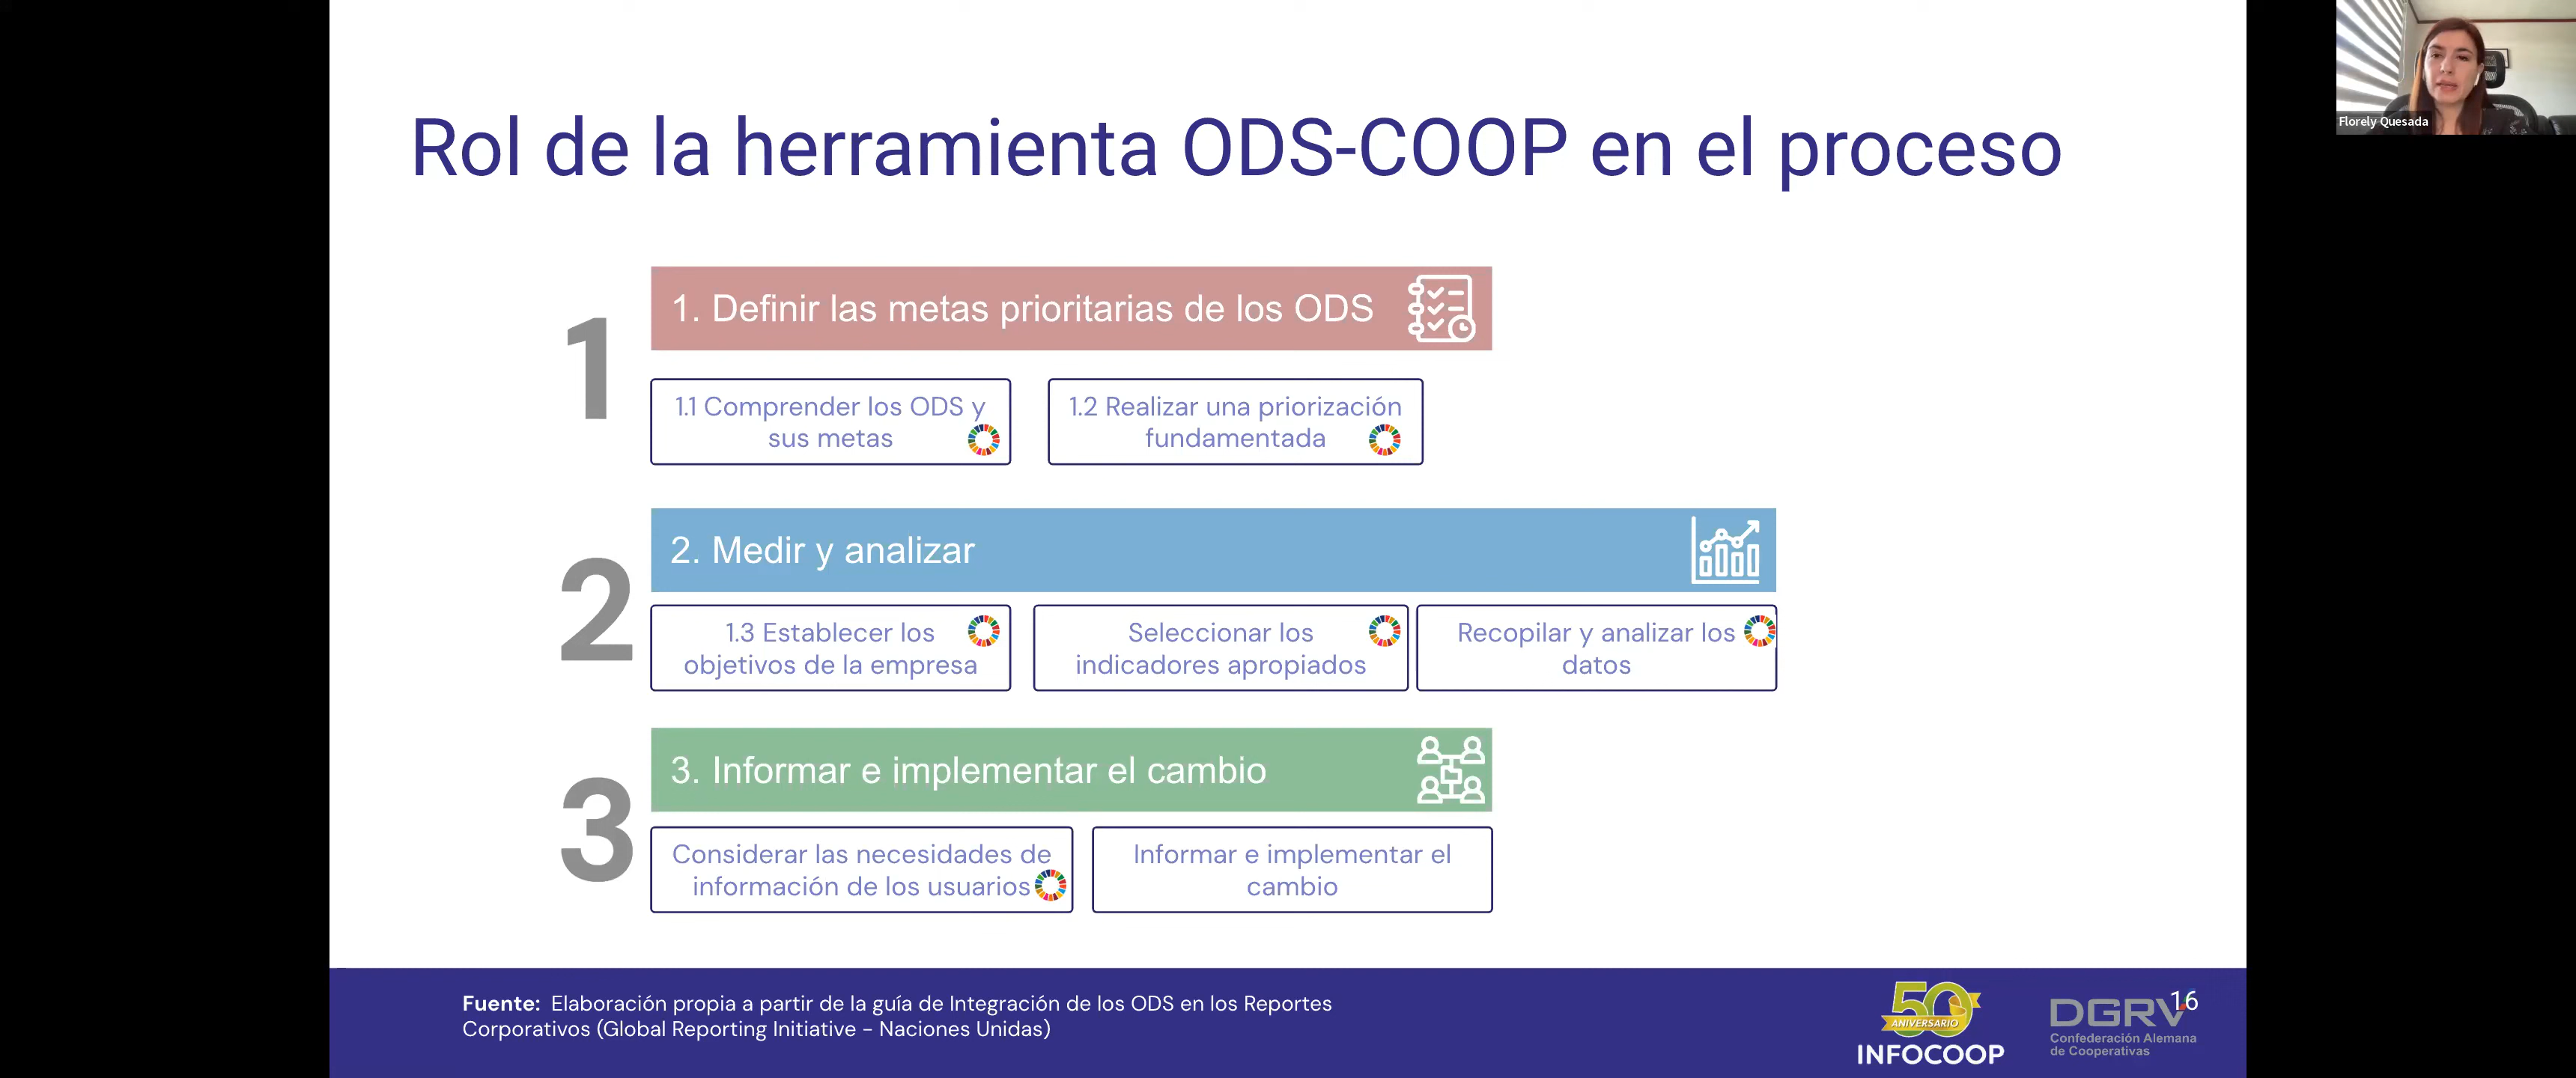 Rol de la herramienta ODS-COOP en el proceso
Florely Quesada
1
1. Definir las metas prioritarias de los ODS
1.1 Comprender los ODS y
sus metas
1.2 Realizar una priorización
fundamentada
2
2. Medir y analizar
1.3 Establecer los
objetivos de la empresa
Seleccionar los
indicadores apropiados
Recopilar y analizar los
datos
3
3. Informar e implementar el cambio
Considerar las necesidades de
información de los usuarios
Informar e implementar el
cambio
Fuente: Elaboración propia a partir de la guía de Integración de los ODS en los Reportes
Corporativos (Global Reporting Initiative - Naciones Unidas)
50
ANIVERSARIO
INFOCOOP
DGRV
16
Confederación Alemana
de Cooperativas